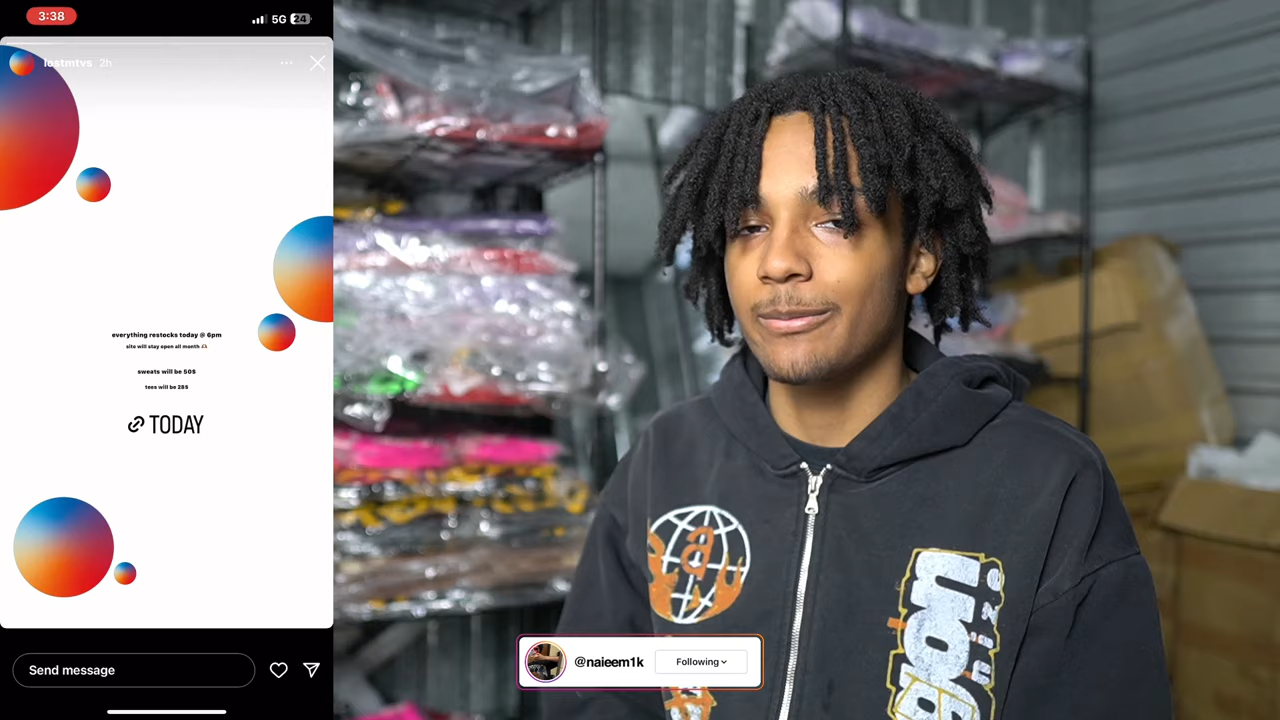 3:38
5G 24
lostmtvs 2h
everything restocks today @ 6pm
site will stay open all month 🫶🏽
sweats will be 50$
tees will be 28$
TODAY
Send message
a
@naieem1k
Following